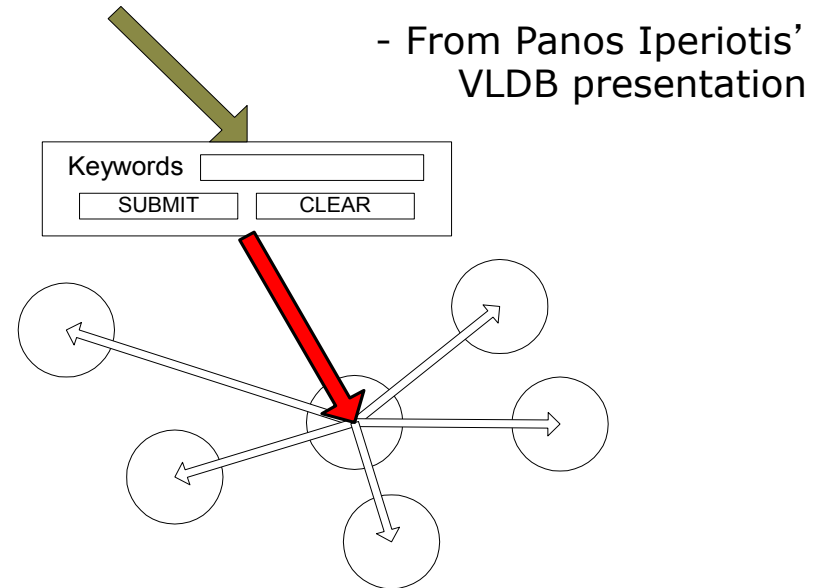 - From Panos Iperiotis’
VLDB presentation
Keywords
SUBMIT CLEAR